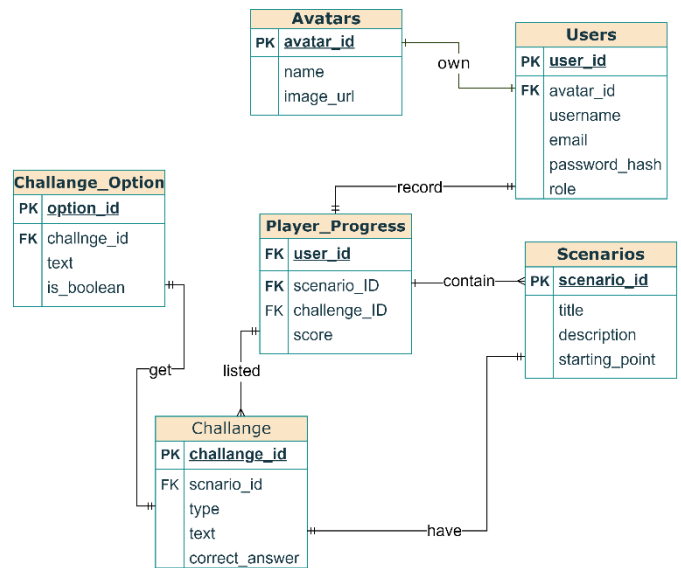 Avatars
PK avatar_id
name
image_url
own
Users
PK user_id
FK avatar_id
username
email
password_hash
role
Challange_Option
PK option_id
FK challnge_id
text
is_boolean
record
Player_Progress
FK user_id
FK scenario_ID
FK challenge_ID
score
contain
Scenarios
PK scenario_id
title
description
starting_point
get
listed
Challange
PK challange_id
FK scnario_id
type
text
correct_answer
have